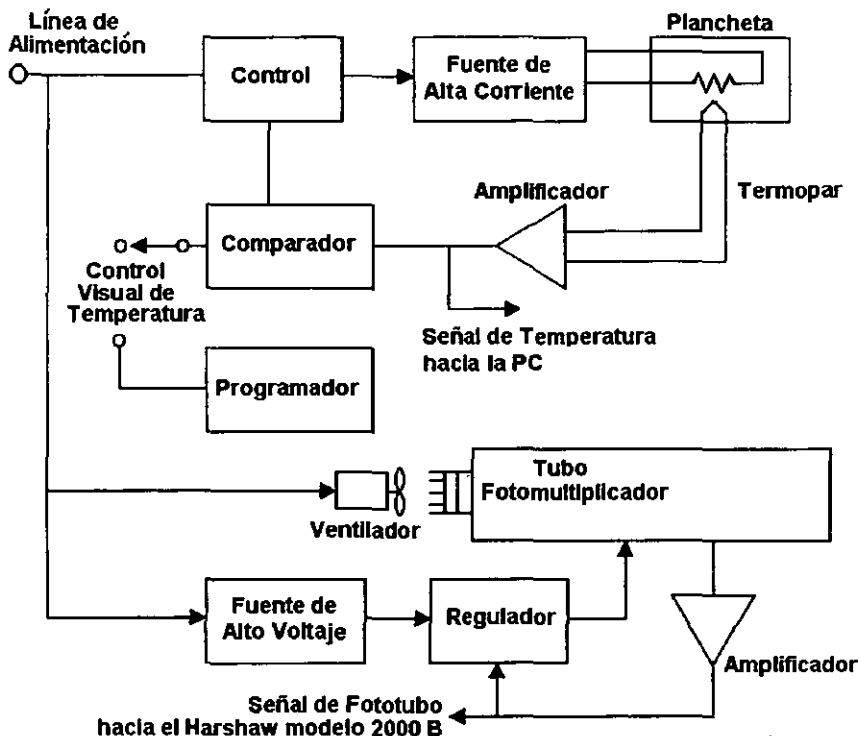 Línea de
Alimentación
Control
Fuente de
Alta Corriente
Plancheta
Amplificador
Termopar
Comparador
Control
Visual de
Temperatura
Señal de Temperatura
hacia la PC
Programador
Tubo
Fotomultiplicador
Ventilador
Fuente de
Alto Voltaje
Regulador
Amplificador
Señal de Fototubo
hacia el Harshaw modelo 2000 B